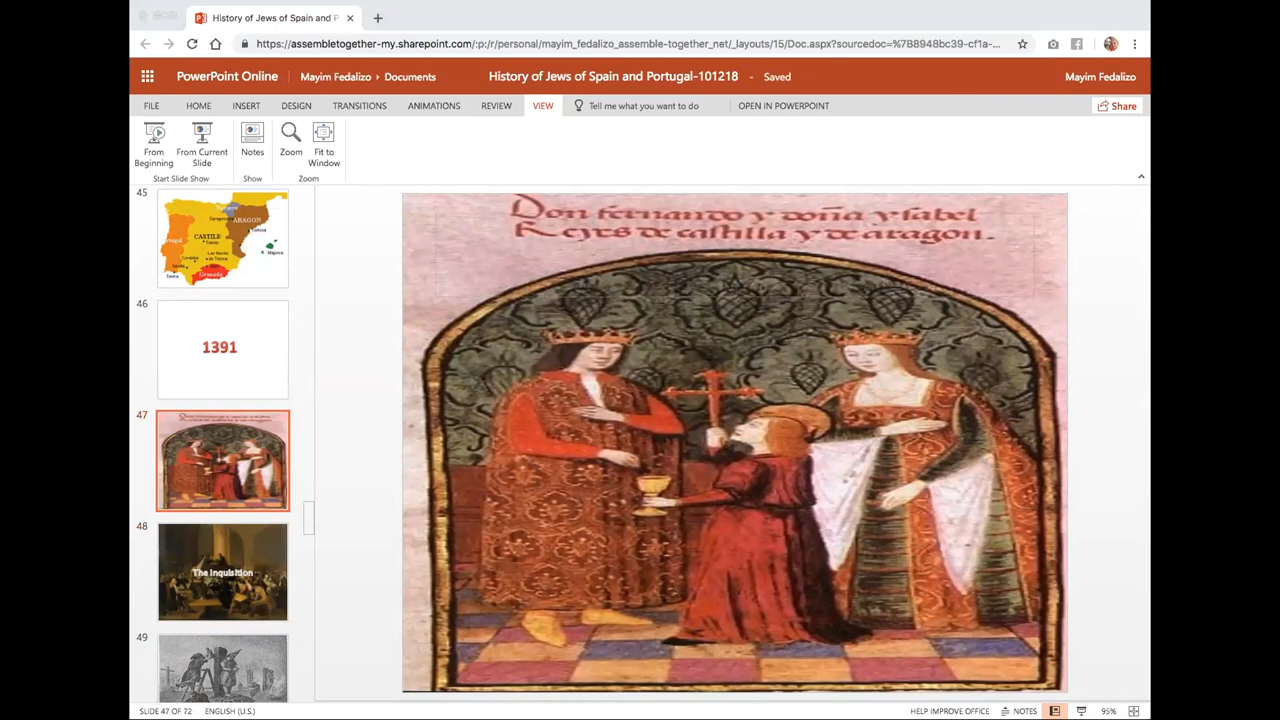 History of Jews of Spain and P
https://assembletogether-my.sharepoint.com/:p:/r/personal/mayim_fedalizo_assemble-together_net/_layouts/15/Doc.aspx?sourcedoc=%7B8948bc39-cf1a-...
PowerPoint Online Mayim Fedalizo Documents History of Jews of Spain and Portugal-101218 - Saved Mayim Fedalizo
FILE HOME INSERT DESIGN TRANSITIONS ANIMATIONS REVIEW VIEW Tell me what you want to do OPEN IN POWERPOINT Share
From Beginning
From Current Slide
Notes
Zoom
Fit to Window
Start Slide Show Show Zoom
45
ARAGON
CASTILE
Granada
46
1391
47
48
The Inquisition
49
Don fernando y doña ysabel
Reyes de castilla y de aragon.
SLIDE 47 OF 72 ENGLISH (U.S.) HELP IMPROVE OFFICE NOTES 95%